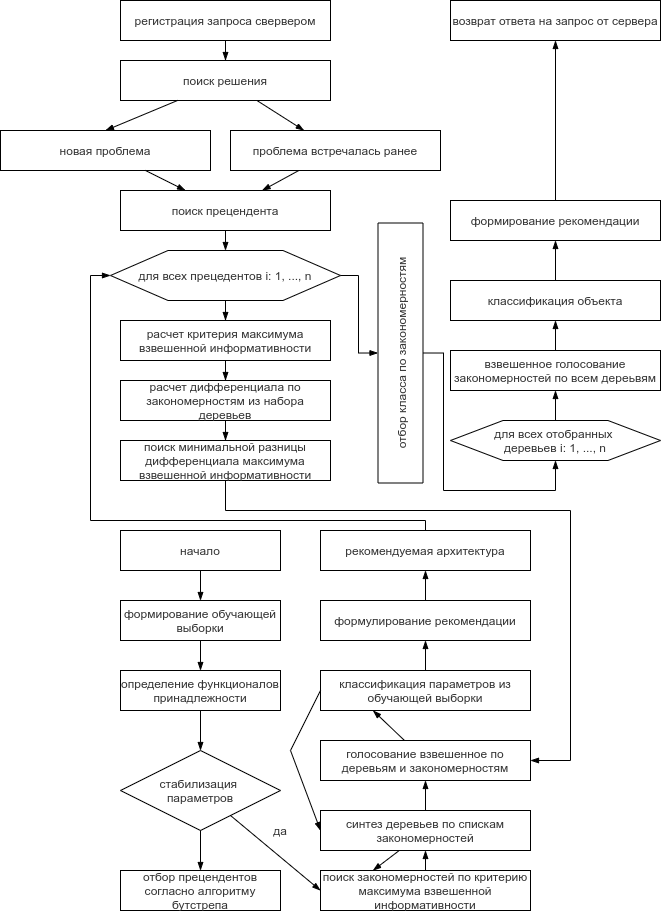 регистрация запроса свервером
поиск решения
новая проблема
проблема встречалась ранее
поиск прецендента
для всех прецедентов i: 1, ..., n
расчет критерия максимума
взвешенной информативности
расчет дифференциала по
закономерностям из набора
деревьев
поиск минимальной разницы
дифференциала максимума
взвешенной информативности
отбор класса по закономерностям
возврат ответа на запрос от сервера
формирование рекомендации
классификация объекта
взвешенное голосование
закономерностей по всем дереьвям
для всех отобранных
деревьев i: 1, ..., n
начало
формирование обучающей
выборки
определение функционалов
принадлежности
стабилизация
параметров
да
отбор прецендентов
согласно алгоритму
бутстрепа
рекомендуемая архитектура
формулирование рекомендации
классификация параметров из
обучающей выборки
голосование взвешенное по
деревьям и закономерностям
синтез деревьев по спискам
закономерностей
поиск закономерностей по критерию
максимума взвешенной
информативности